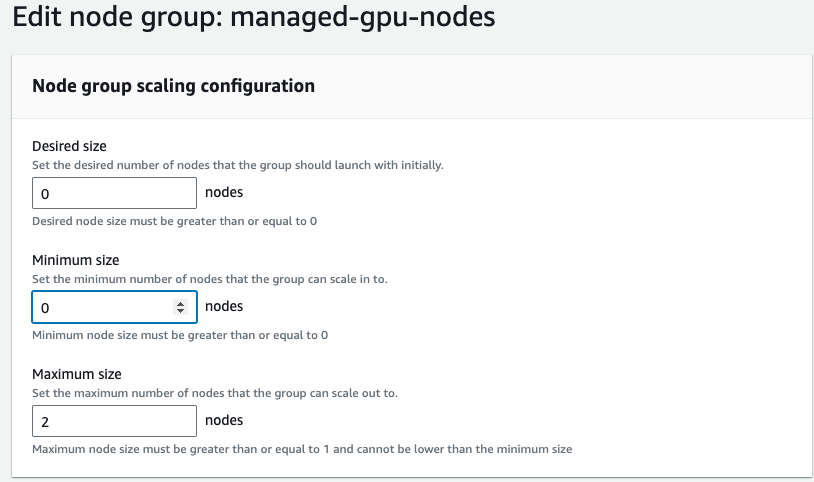 Edit node group: managed-gpu-nodes
Node group scaling configuration
Desired size
Set the desired number of nodes that the group should launch with initially.
0 nodes
Desired node size must be greater than or equal to 0
Minimum size
Set the minimum number of nodes that the group can scale in to.
0 nodes
Minimum node size must be greater than or equal to 0
Maximum size
Set the maximum number of nodes that the group can scale out to.
2 nodes
Maximum node size must be greater than or equal to 1 and cannot be lower than the minimum size